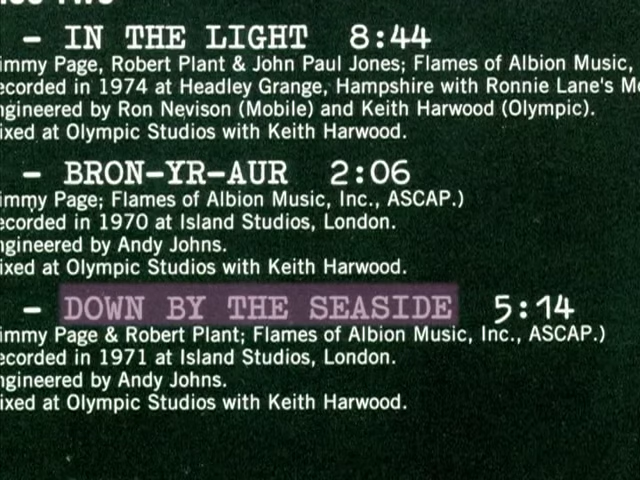 - IN THE LIGHT 8:44
immy Page, Robert Plant & John Paul Jones; Flames of Albion Music,
ecorded in 1974 at Headley Grange, Hampshire with Ronnie Lane's Mo
ngineered by Ron Nevison (Mobile) and Keith Harwood (Olympic).
ixed at Olympic Studios with Keith Harwood.
- BRON-YR-AUR 2:06
immy Page; Flames of Albion Music, Inc., ASCAP.)
ecorded in 1970 at Island Studios, London.
ngineered by Andy Johns.
ixed at Olympic Studios with Keith Harwood.
- DOWN BY THE SEASIDE 5:14
immy Page & Robert Plant; Flames of Albion Music, Inc., ASCAP.)
ecorded in 1971 at Island Studios, London.
ngineered by Andy Johns.
ixed at Olympic Studios with Keith Harwood.